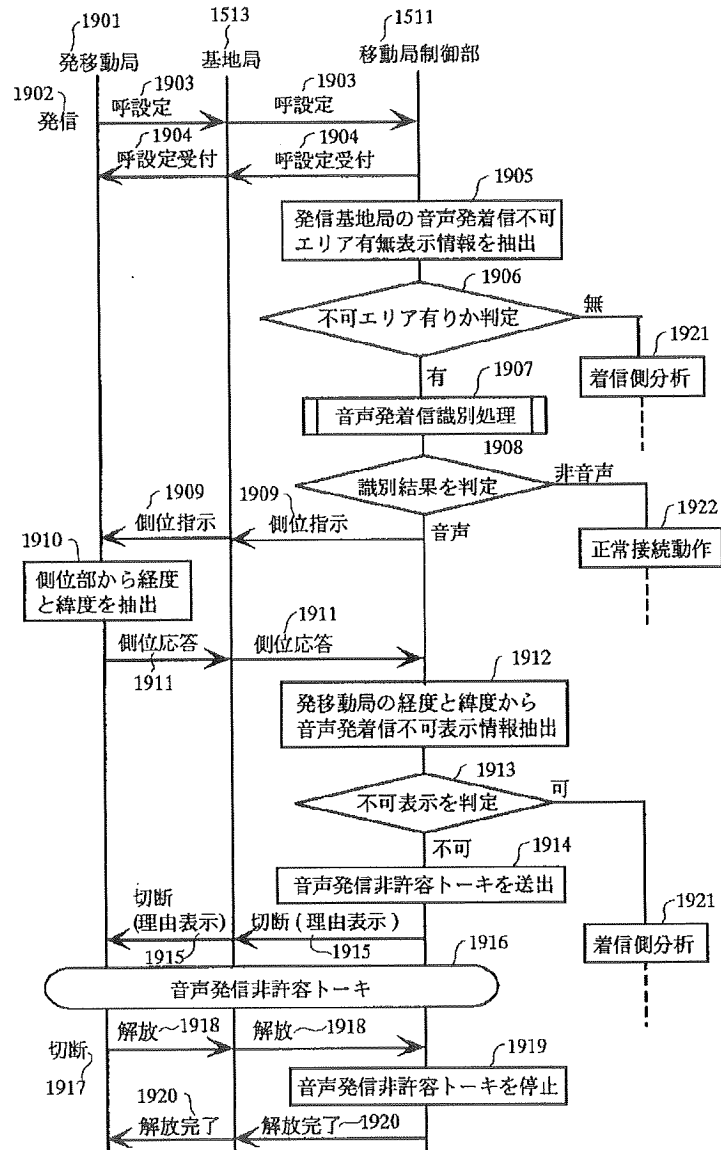 1901
1513
1511
発移動局
基地局
移動局制御部
1902
発信
1903
呼設定
1903
呼設定
1904
呼設定受付
1904
呼設定受付
1905
発信基地局の音声発着信不可
エリア有無表示情報を抽出
1906
不可エリア有りか判定
無
1921
着信側分析
有
1907
音声発着信識別処理
1908
識別結果を判定
非音声
1922
正常接続動作
音声
1909
側位指示
1909
側位指示
1910
側位部から経度
と緯度を抽出
側位応答
1911
1911
側位応答
1912
発移動局の経度と緯度から
音声発着信不可表示情報抽出
1913
不可表示を判定
可
不可
1914
音声発信非許容トーキを送出
1921
着信側分析
切断
(理由表示)
1915
切断(理由表示)
1915
1916
音声発信非許容トーキ
解放
1918
解放
1918
切断
1917
1919
音声発信非許容トーキを停止
1920
解放完了
解放完了
1920